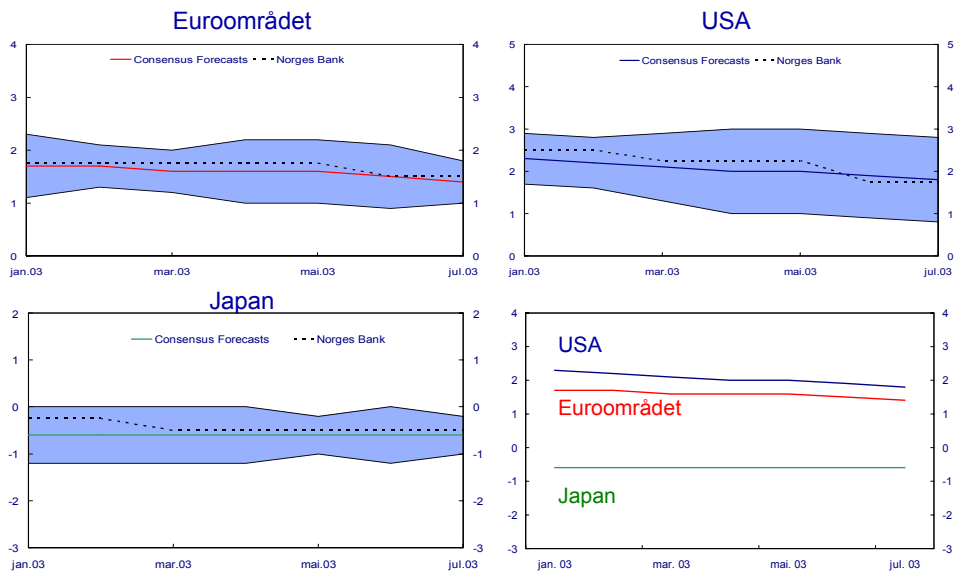 Euroområdet
4 4
Consensus Forecasts Norges Bank
3 3
2 2
1 1
0 0
jan.03 mar.03 mai.03 jul.03
USA
5 5
Consensus Forecasts Norges Bank
4 4
3 3
2 2
1 1
0 0
jan.03 mar.03 mai.03 jul.03
Japan
2 2
Consensus Forecasts Norges Bank
1 1
0 0
-1 -1
-2 -2
-3 -3
jan.03 mar.03 mai.03 jul.03
4 4
USA
3 3
2 2
Euroområdet
1 1
0 0
-1 -1
Japan
-2 -2
-3 -3
jan. 03 mar. 03 mai. 03 jul. 03